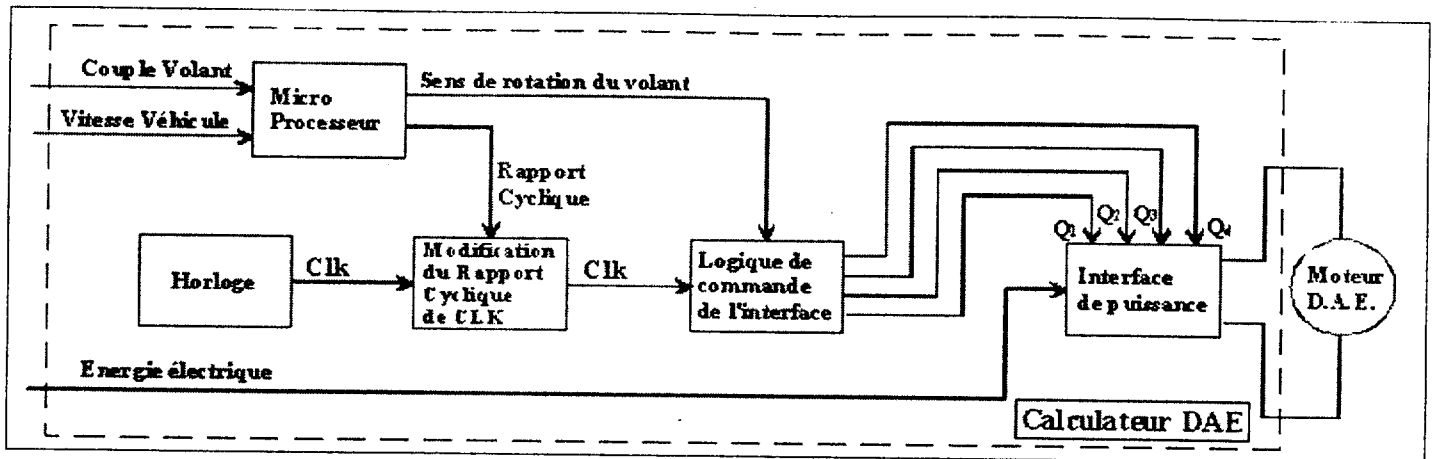 Couple Volant
Vitesse Véhicule
Micro
Processeur
Sens de rotation du volant
Rapport
Cyclique
Horloge
Clk
Modification
du Rapport
Cyclique
de CLK
Clk
Logique de
commande
de l'interface
Q1
Q2
Q3
Q4
Interface
de puissance
Moteur
D.A.E.
Energie électrique
Calculateur DAE